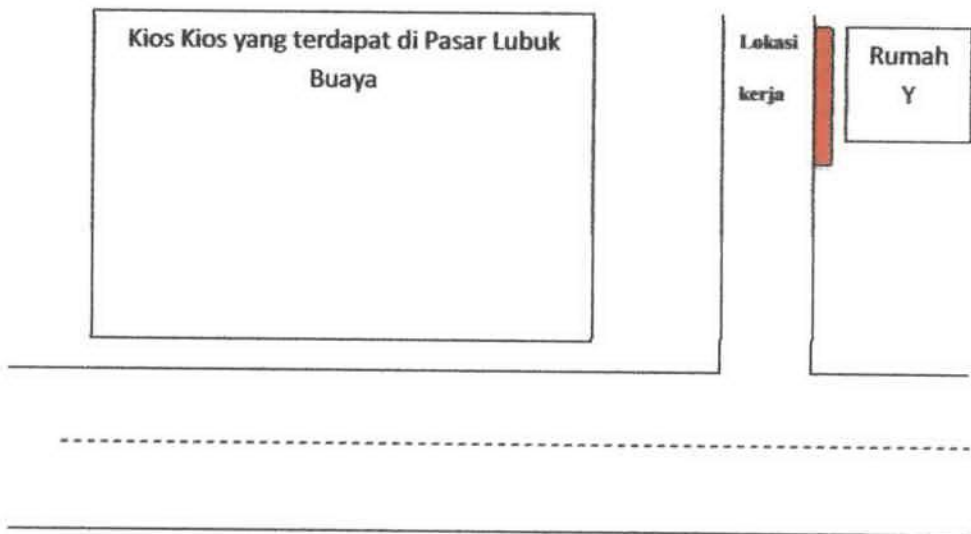 Kios Kios yang terdapat di Pasar Lubuk
Buaya
Lokasi
kerja
Rumah
Y